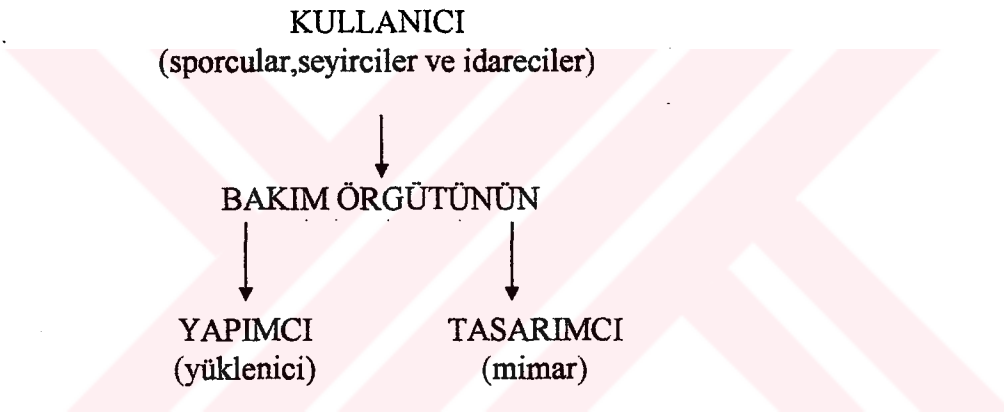 KULLANICI
(sporcular,seyirciler ve idareciler)
BAKIM ÖRGÜTÜNÜN
YAPIMCI TASARIMCI
(yüklenici) (mimar)